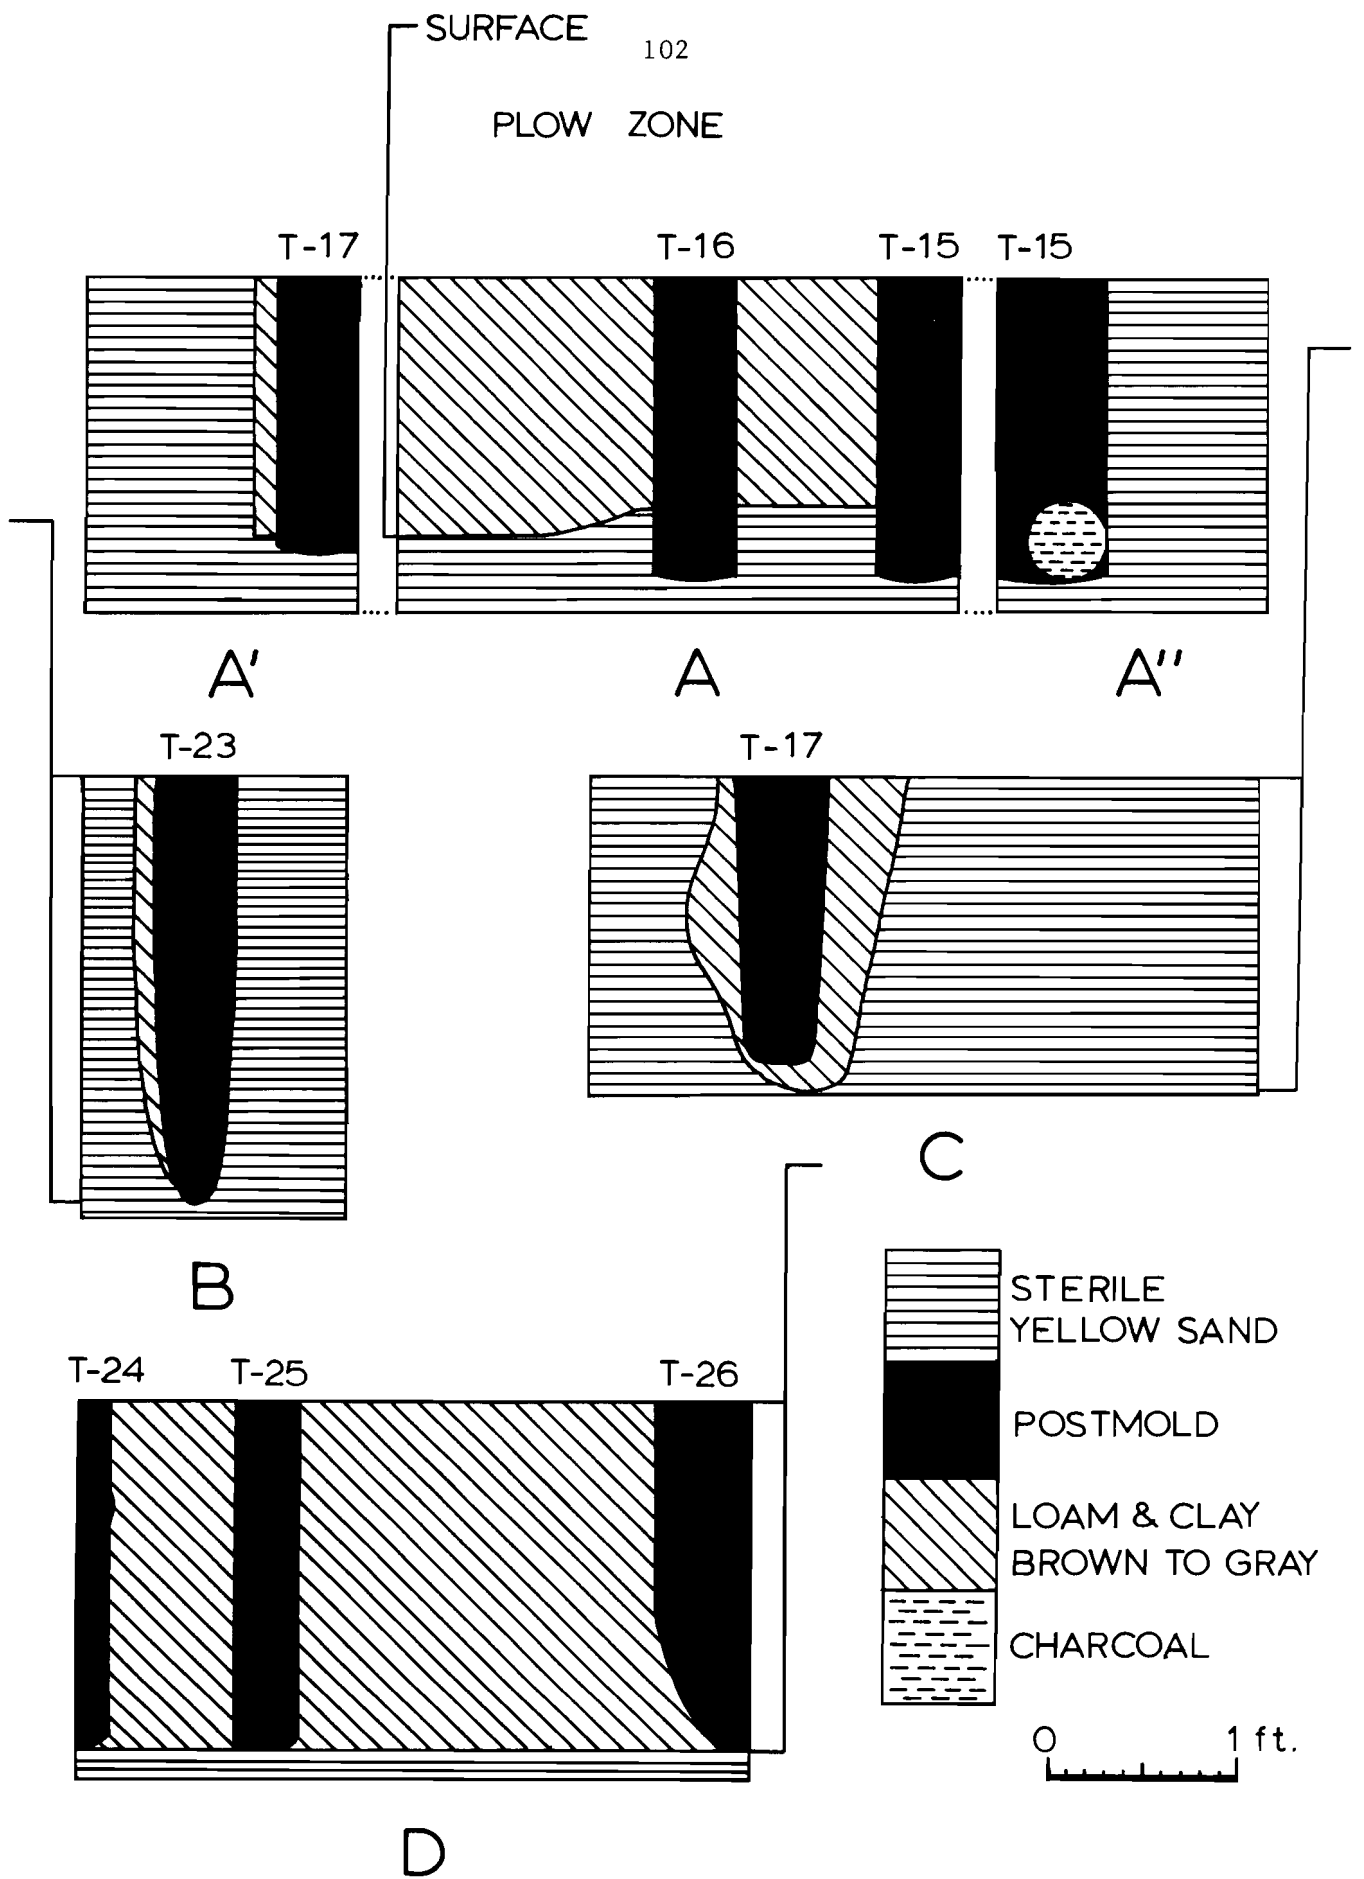 SURFACE
102
PLOW ZONE
T-17
T-16
T-15
T-15
A'
A
A"
T-23
T-17
C
B
STERILE
YELLOW SAND
T-24
T-25
T-26
POSTMOLD
LOAM & CLAY
BROWN TO GRAY
CHARCOAL
0
1 ft.
D